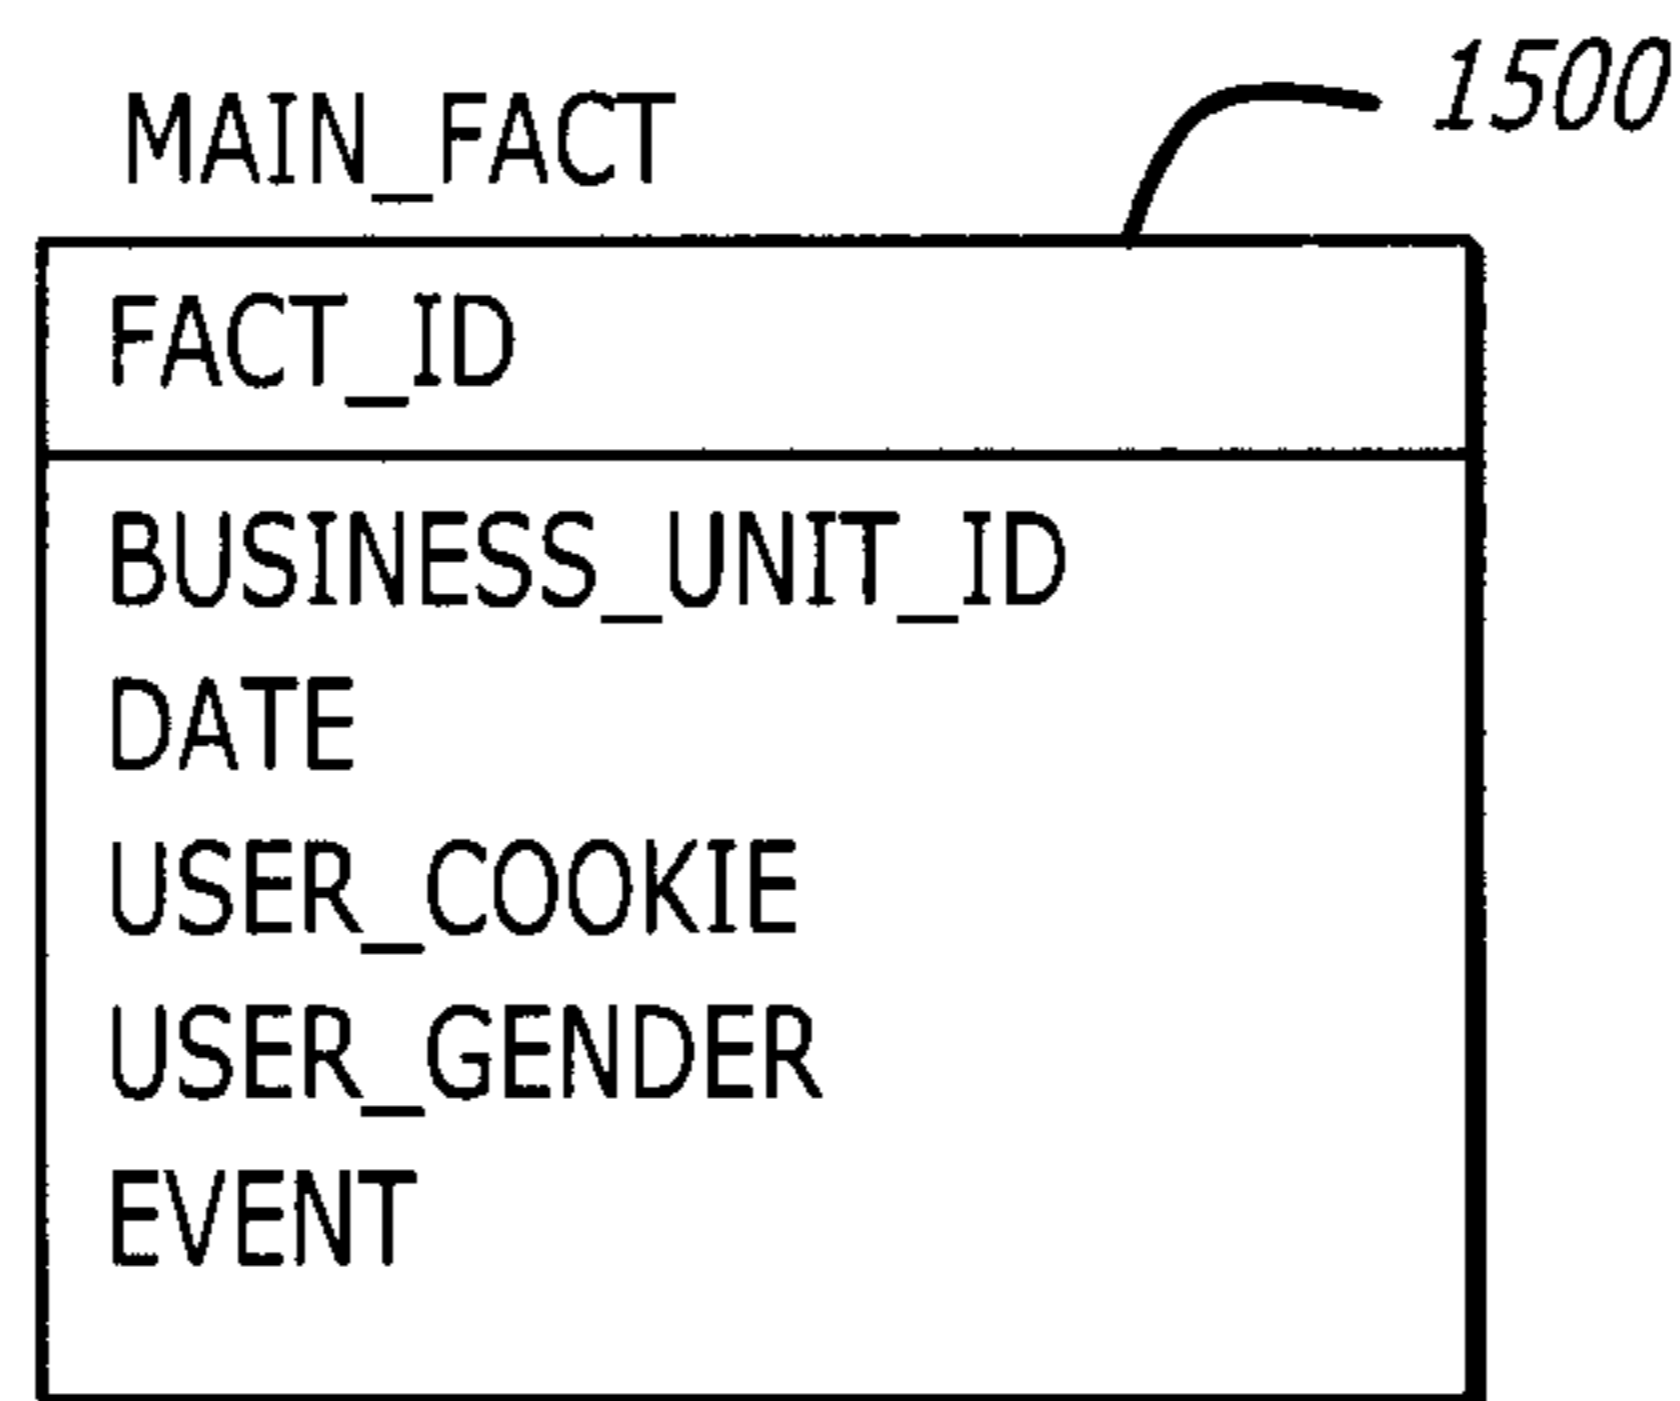 1500
MAIN_FACT
FACT_ID
BUSINESS_UNIT_ID
DATE
USER_COOKIE
USER_GENDER
EVENT